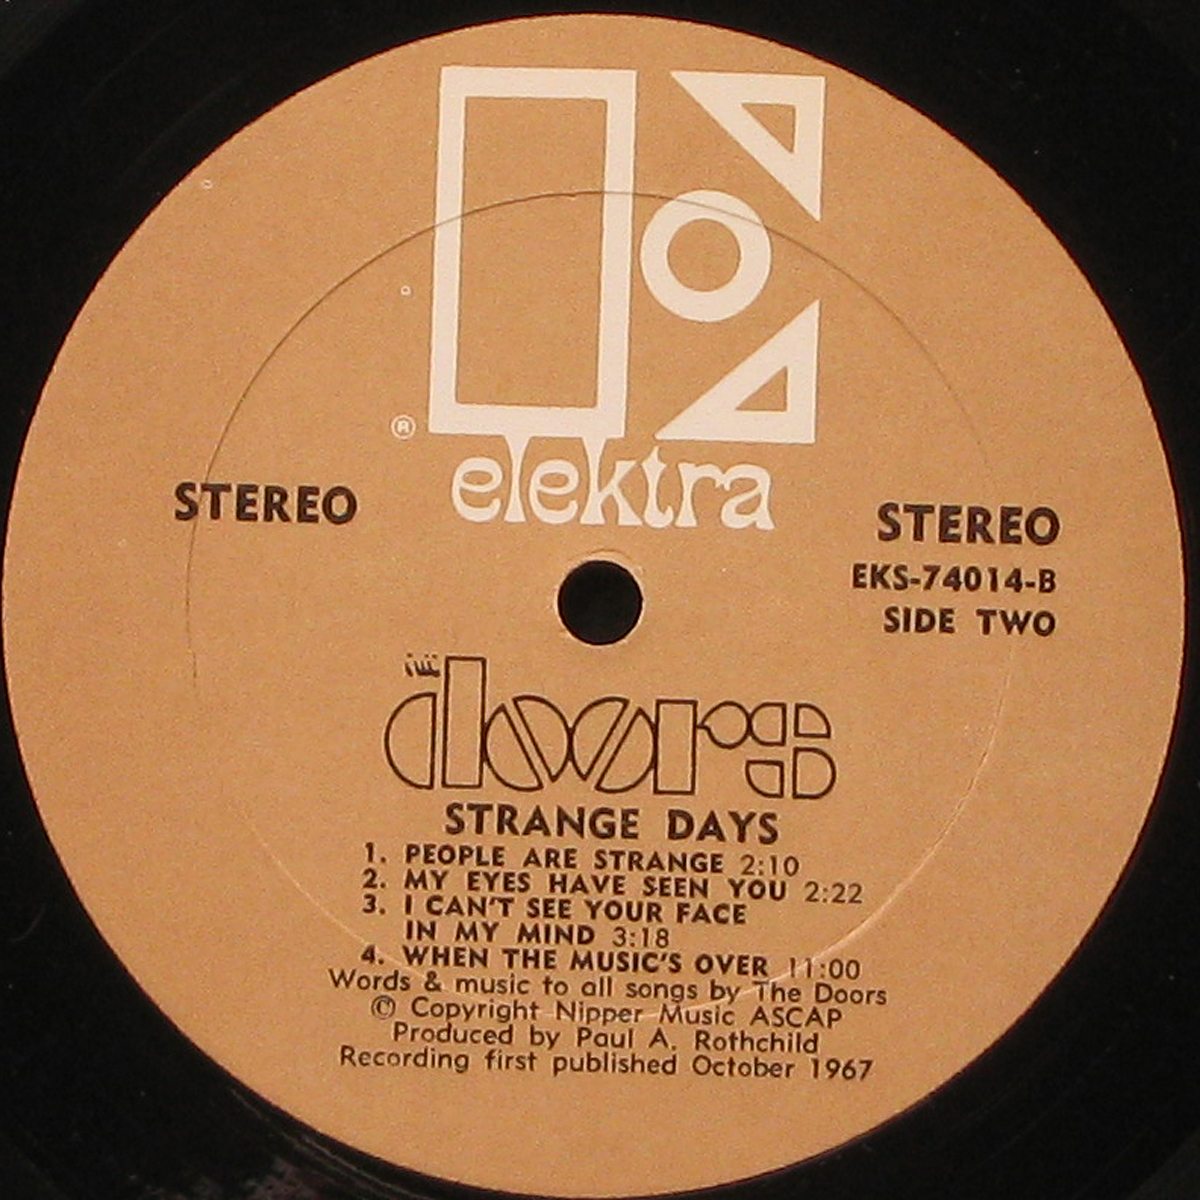 ®
elektra
STEREO
STEREO
EKS-74014-B
SIDE TWO
THE
doors
STRANGE DAYS
1. PEOPLE ARE STRANGE 2:10
2. MY EYES HAVE SEEN YOU 2:22
3. I CAN'T SEE YOUR FACE
IN MY MIND 3:18
4. WHEN THE MUSIC'S OVER 11:00
Words & music to all songs by The Doors
© Copyright Nipper Music ASCAP
Produced by Paul A. Rothchild
Recording first published October 1967